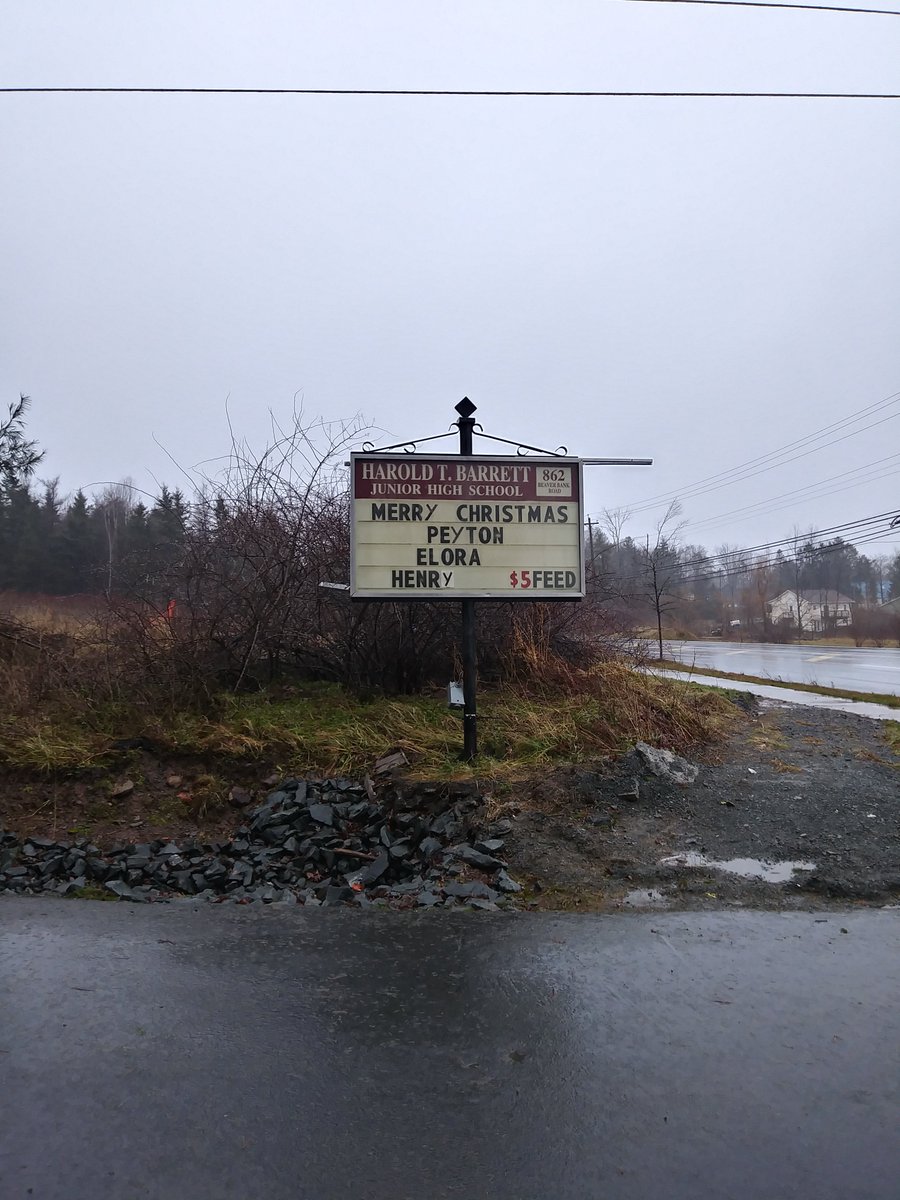 HAROLD T. BARRETT
JUNIOR HIGH SCHOOL
862
BEAVER BANK
ROAD
MERRY CHRISTMAS
PEYTON
ELORA
HENRY $5FEED